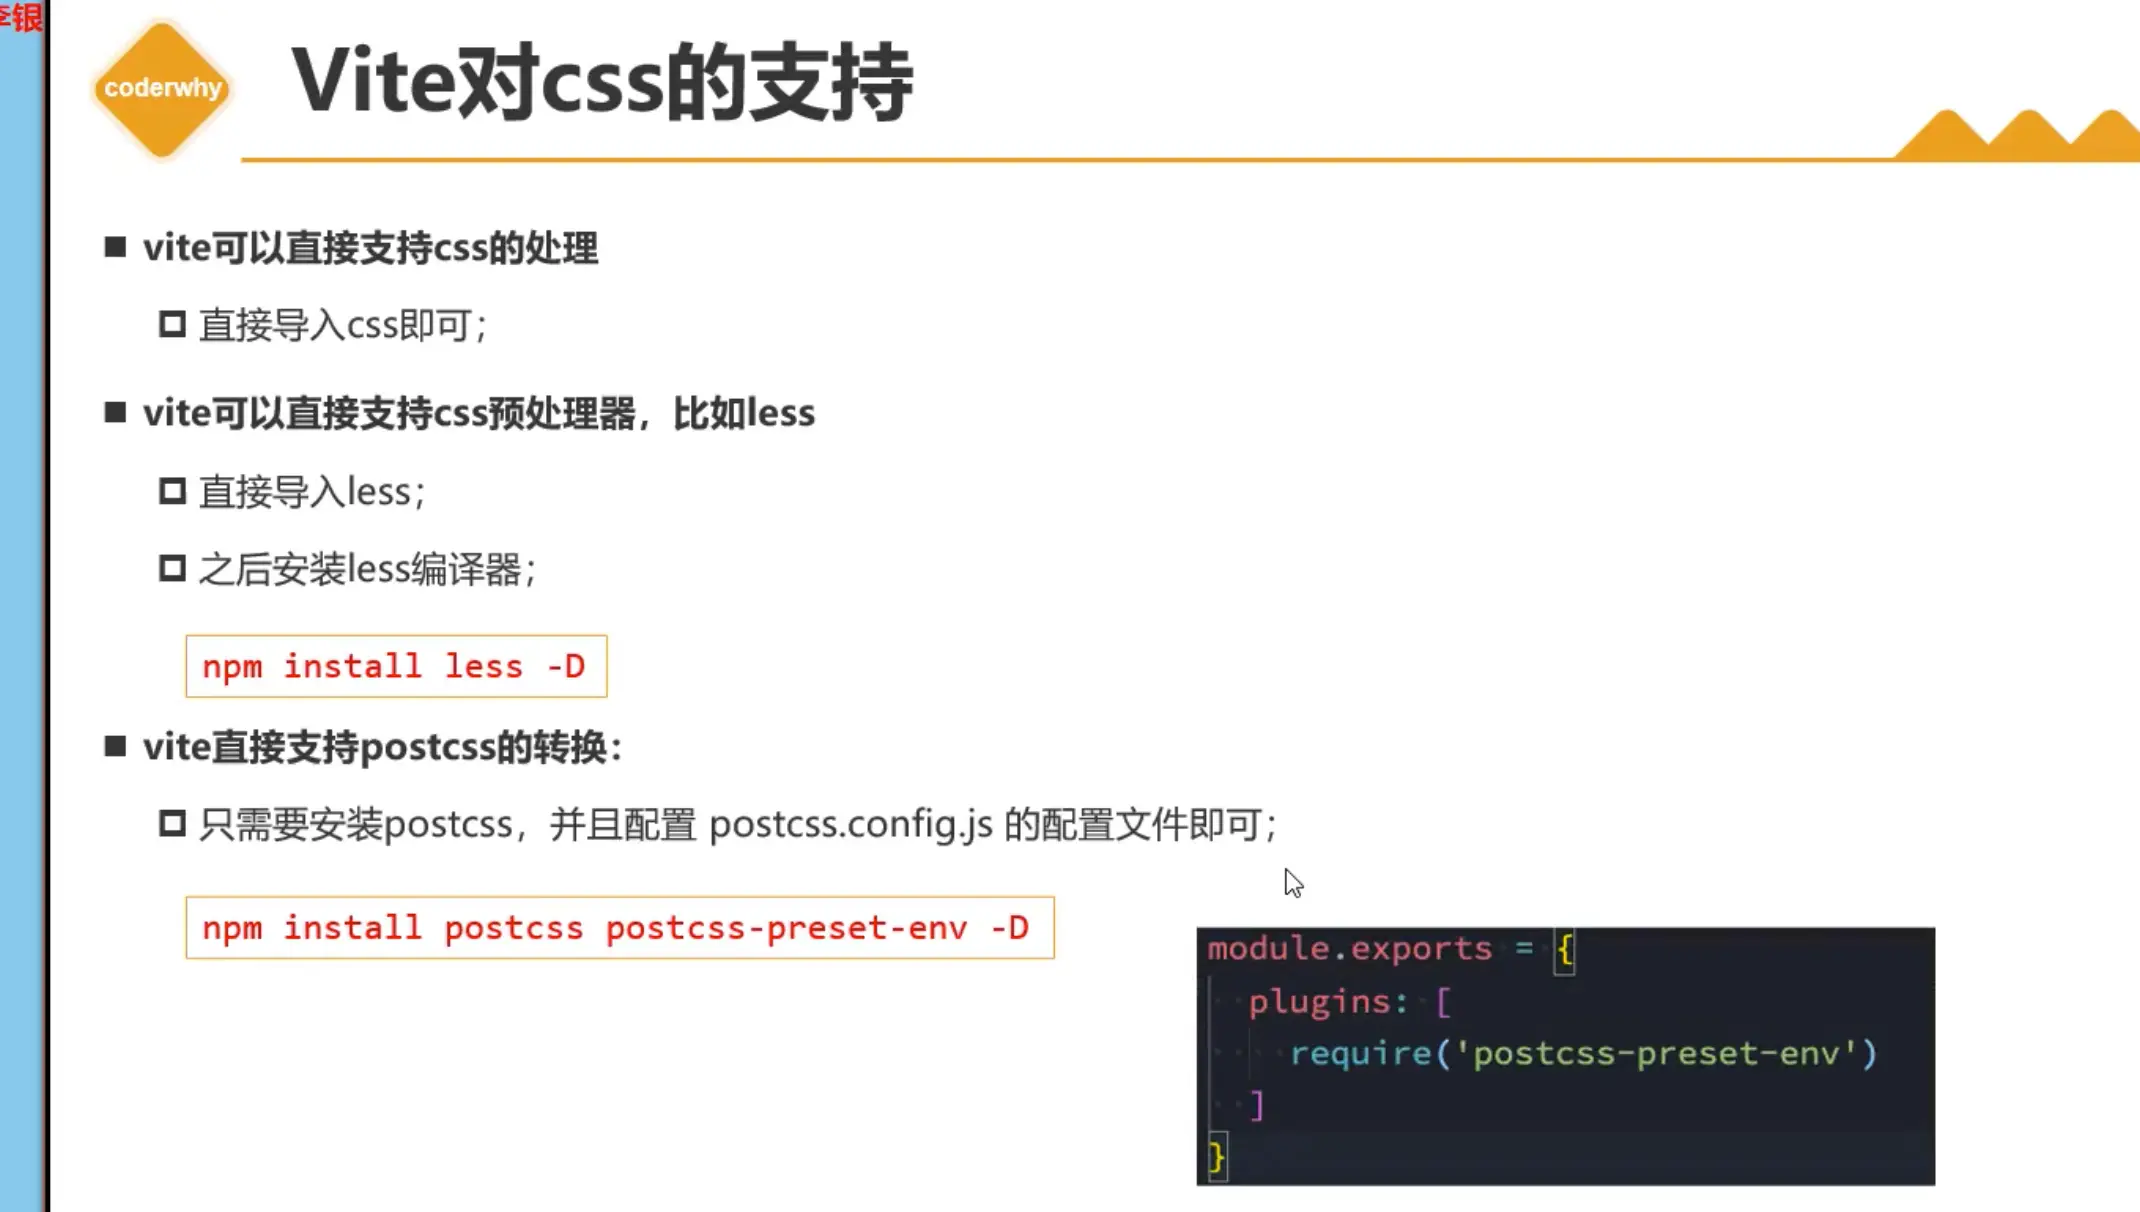 李银
coderwhy
Vite对css的支持
vite可以直接支持css的处理
直接导入css即可；
vite可以直接支持css预处理器，比如less
直接导入less；
之后安装less编译器；
npm install less -D
vite直接支持postcss的转换：
只需要安装postcss，并且配置 postcss.config.js 的配置文件即可；
npm install postcss postcss-preset-env -D
module.exports = {
plugins: [
require('postcss-preset-env')
]
}